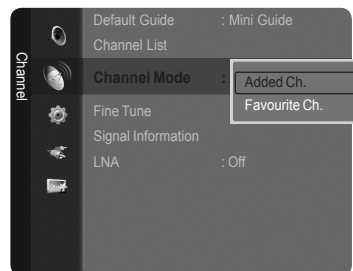 Channel
Default Guide : Mini Guide
Channel List
Channel Mode :
Added Ch.
Favourite Ch.
Fine Tune
Signal Information
LNA : Off